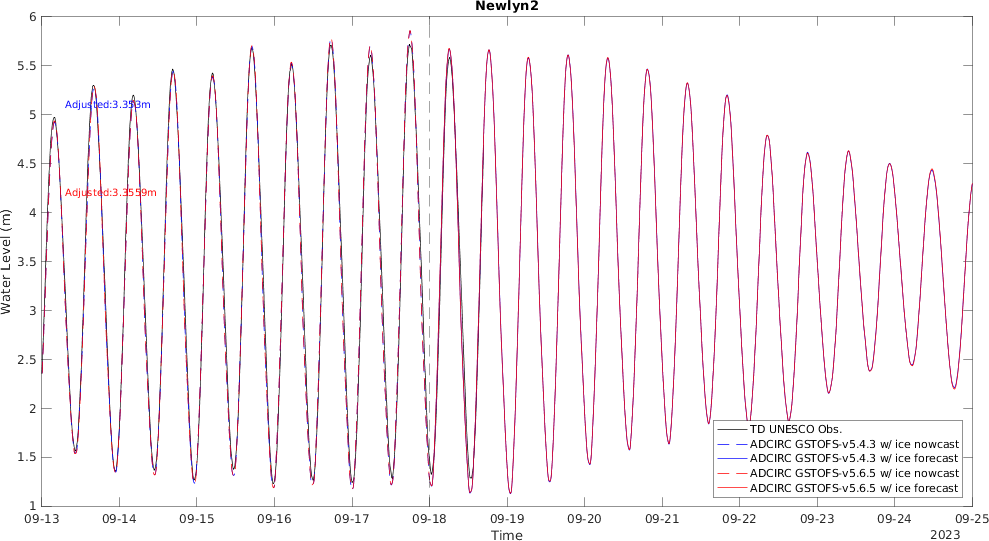 Newlyn2
6
5.5
5
4.5
4
3.5
3
2.5
2
1.5
1
Water Level (m)
Adjusted:3.353m
Adjusted:3.3559m
TD UNESCO Obs.
ADCIRC GSTOFS-v5.4.3 w/ ice nowcast
ADCIRC GSTOFS-v5.4.3 w/ ice forecast
ADCIRC GSTOFS-v5.6.5 w/ ice nowcast
ADCIRC GSTOFS-v5.6.5 w/ ice forecast
09-13 09-14 09-15 09-16 09-17 09-18 09-19 09-20 09-21 09-22 09-23 09-24 09-25
Time
2023